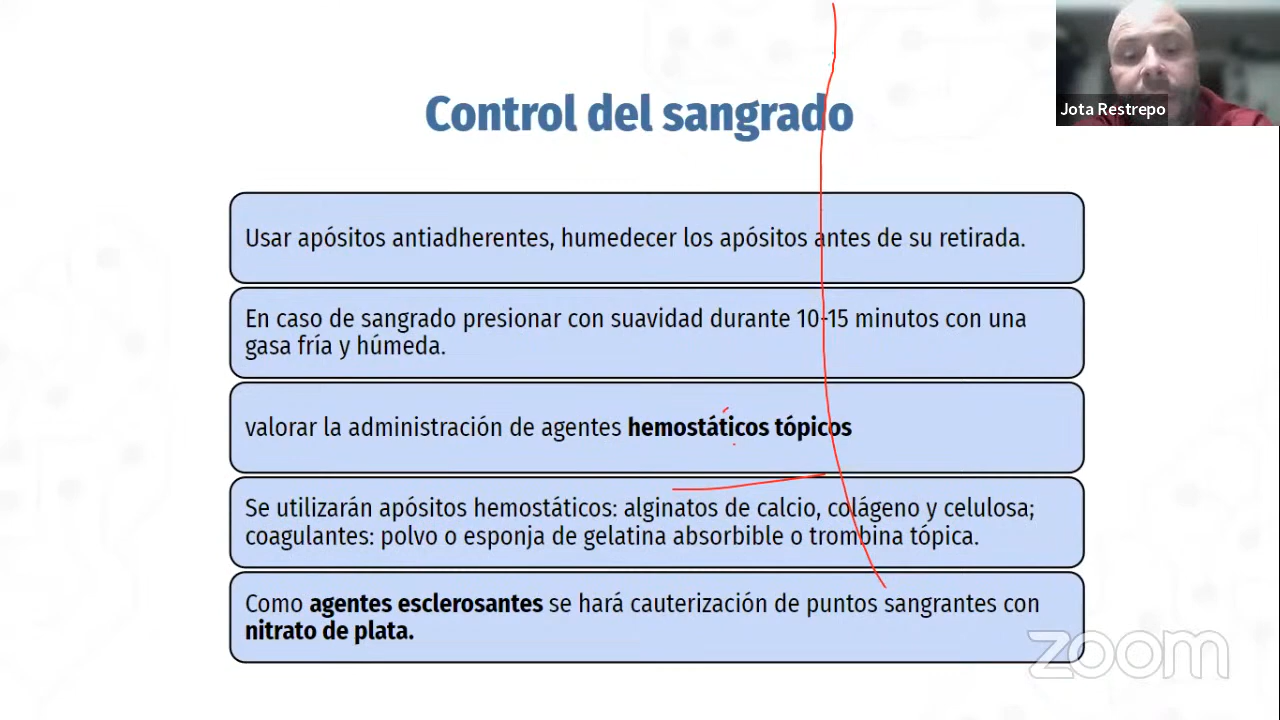 Jota Restrepo
Control del sangrado
Usar apósitos antiadherentes, humedecer los apósitos antes de su retirada.
En caso de sangrado presionar con suavidad durante 10-15 minutos con una
gasa fría y húmeda.
valorar la administración de agentes hemostáticos tópicos
Se utilizarán apósitos hemostáticos: alginatos de calcio, colágeno y celulosa;
coagulantes: polvo o esponja de gelatina absorbible o trombina tópica.
Como agentes esclerosantes se hará cauterización de puntos sangrantes con
nitrato de plata.
zoom